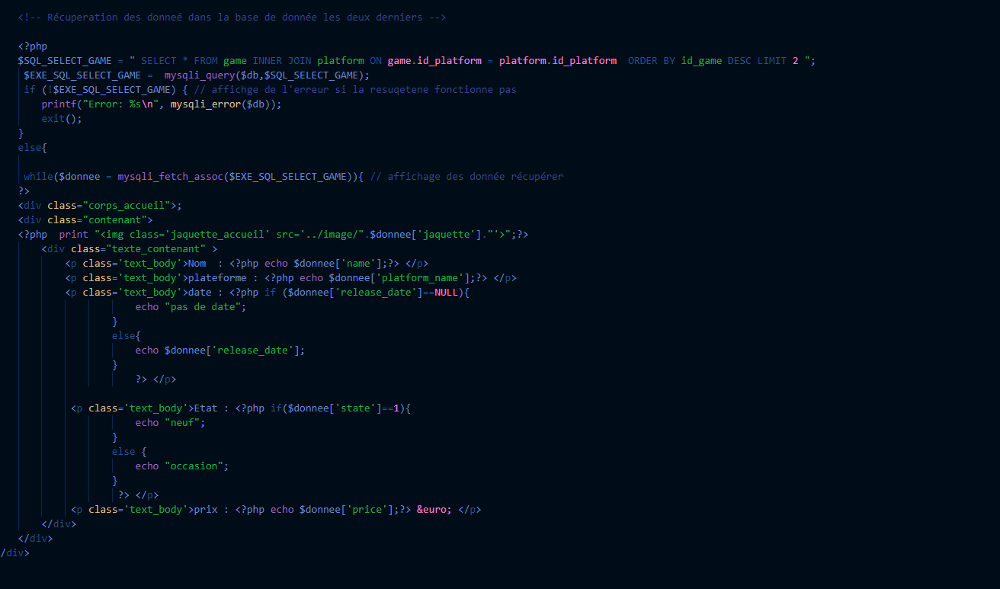 <!-- Récuperation des donneé dans la base de donnée les deux derniers -->
<?php
$SQL_SELECT_GAME = " SELECT * FROM game INNER JOIN platform ON game.id_platform = platform.id_platform  ORDER BY id_game DESC LIMIT 2 ";
$EXE_SQL_SELECT_GAME =  mysqli_query($db,$SQL_SELECT_GAME);
if (!$EXE_SQL_SELECT_GAME) { // affichge de l'erreur si la resuqetene fonctionne pas
printf("Error: %s\n", mysqli_error($db));
exit();
}
else{
while($donnee = mysqli_fetch_assoc($EXE_SQL_SELECT_GAME)){ // affichage des donnée récupérer
?>
<div class="corps_accueil">;
<div class="contenant">
<?php  print "<img class='jaquette_accueil' src='../image/".$donnee['jaquette']."'>";?>
<div class="texte_contenant" >
<p class='text_body'>Nom  : <?php echo $donnee['name'];?> </p>
<p class='text_body'>plateforme : <?php echo $donnee['platform_name'];?> </p>
<p class='text_body'>date : <?php if ($donnee['release_date']==NULL){
echo "pas de date";
}
else{
echo $donnee['release_date'];
}
?> </p>
<p class='text_body'>Etat : <?php if($donnee['state']==1){
echo "neuf";
}
else {
echo "occasion";
}
?> </p>
<p class='text_body'>prix : <?php echo $donnee['price'];?> &euro; </p>
</div>
</div>
/div>